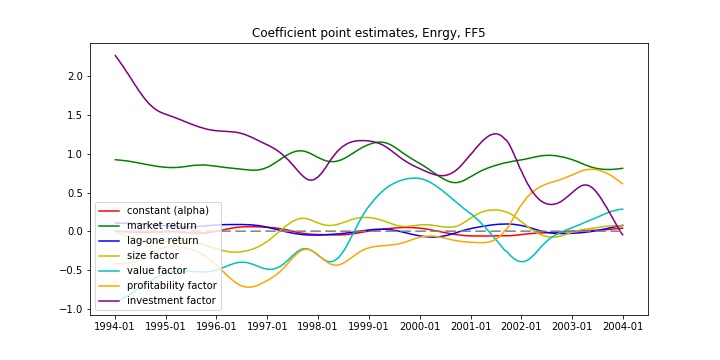 Coefficient point estimates, Enrgy, FF5
2.0
1.5
1.0
0.5
0.0
−0.5
−1.0
constant (alpha)
market return
lag-one return
size factor
value factor
profitability factor
investment factor
1994-01 1995-01 1996-01 1997-01 1998-01 1999-01 2000-01 2001-01 2002-01 2003-01 2004-01